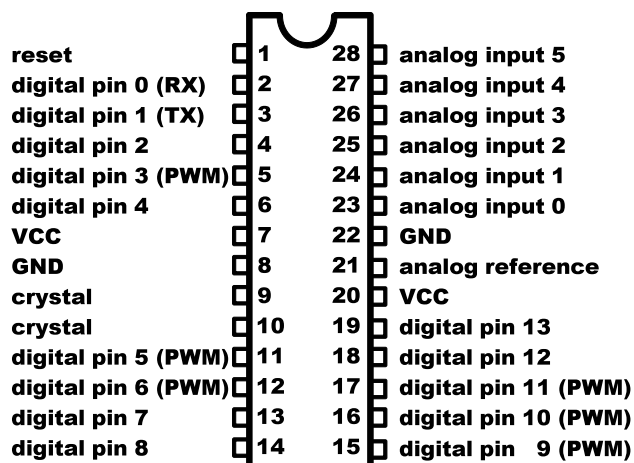 reset 1 28 analog input 5
digital pin 0 (RX) 2 27 analog input 4
digital pin 1 (TX) 3 26 analog input 3
digital pin 2 4 25 analog input 2
digital pin 3 (PWM) 5 24 analog input 1
digital pin 4 6 23 analog input 0
VCC 7 22 GND
GND 8 21 analog reference
crystal 9 20 VCC
crystal 10 19 digital pin 13
digital pin 5 (PWM) 11 18 digital pin 12
digital pin 6 (PWM) 12 17 digital pin 11 (PWM)
digital pin 7 13 16 digital pin 10 (PWM)
digital pin 8 14 15 digital pin 9 (PWM)